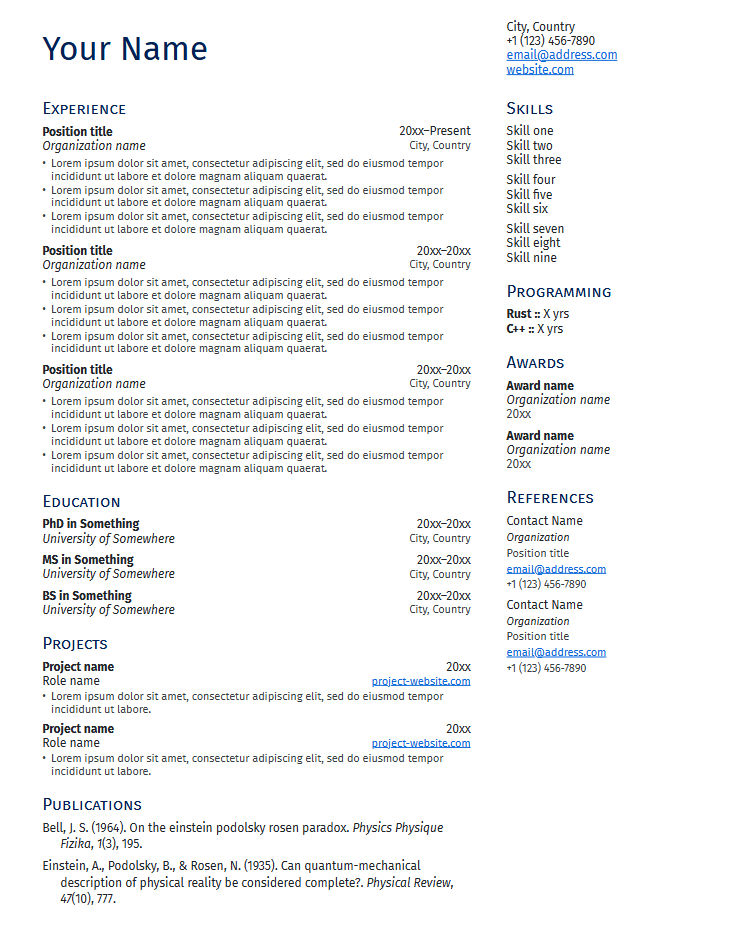 Your Name
City, Country
+1 (123) 456-7890
email@address.com
website.com
Experience
Position title 20xx–Present
Organization name City, Country
• Lorem ipsum dolor sit amet, consectetur adipiscing elit, sed do eiusmod tempor
incididunt ut labore et dolore magnam aliquam quaerat.
• Lorem ipsum dolor sit amet, consectetur adipiscing elit, sed do eiusmod tempor
incididunt ut labore et dolore magnam aliquam quaerat.
• Lorem ipsum dolor sit amet, consectetur adipiscing elit, sed do eiusmod tempor
incididunt ut labore et dolore magnam aliquam quaerat.
Position title 20xx–20xx
Organization name City, Country
• Lorem ipsum dolor sit amet, consectetur adipiscing elit, sed do eiusmod tempor
incididunt ut labore et dolore magnam aliquam quaerat.
• Lorem ipsum dolor sit amet, consectetur adipiscing elit, sed do eiusmod tempor
incididunt ut labore et dolore magnam aliquam quaerat.
• Lorem ipsum dolor sit amet, consectetur adipiscing elit, sed do eiusmod tempor
incididunt ut labore et dolore magnam aliquam quaerat.
Position title 20xx–20xx
Organization name City, Country
• Lorem ipsum dolor sit amet, consectetur adipiscing elit, sed do eiusmod tempor
incididunt ut labore et dolore magnam aliquam quaerat.
• Lorem ipsum dolor sit amet, consectetur adipiscing elit, sed do eiusmod tempor
incididunt ut labore et dolore magnam aliquam quaerat.
• Lorem ipsum dolor sit amet, consectetur adipiscing elit, sed do eiusmod tempor
incididunt ut labore et dolore magnam aliquam quaerat.
Education
PhD in Something 20xx–20xx
University of Somewhere City, Country
MS in Something 20xx–20xx
University of Somewhere City, Country
BS in Something 20xx–20xx
University of Somewhere City, Country
Projects
Project name 20xx
Role name project-website.com
• Lorem ipsum dolor sit amet, consectetur adipiscing elit, sed do eiusmod tempor
incididunt ut labore.
Project name 20xx
Role name project-website.com
• Lorem ipsum dolor sit amet, consectetur adipiscing elit, sed do eiusmod tempor
incididunt ut labore.
Publications
Bell, J. S. (1964). On the einstein podolsky rosen paradox. Physics Physique
Fizika, 1(3), 195.
Einstein, A., Podolsky, B., & Rosen, N. (1935). Can quantum-mechanical
description of physical reality be considered complete?. Physical Review,
47(10), 777.
Skills
Skill one
Skill two
Skill three
Skill four
Skill five
Skill six
Skill seven
Skill eight
Skill nine
Programming
Rust :: X yrs
C++ :: X yrs
Awards
Award name
Organization name
20xx
Award name
Organization name
20xx
References
Contact Name
Organization
Position title
email@address.com
+1 (123) 456-7890
Contact Name
Organization
Position title
email@address.com
+1 (123) 456-7890